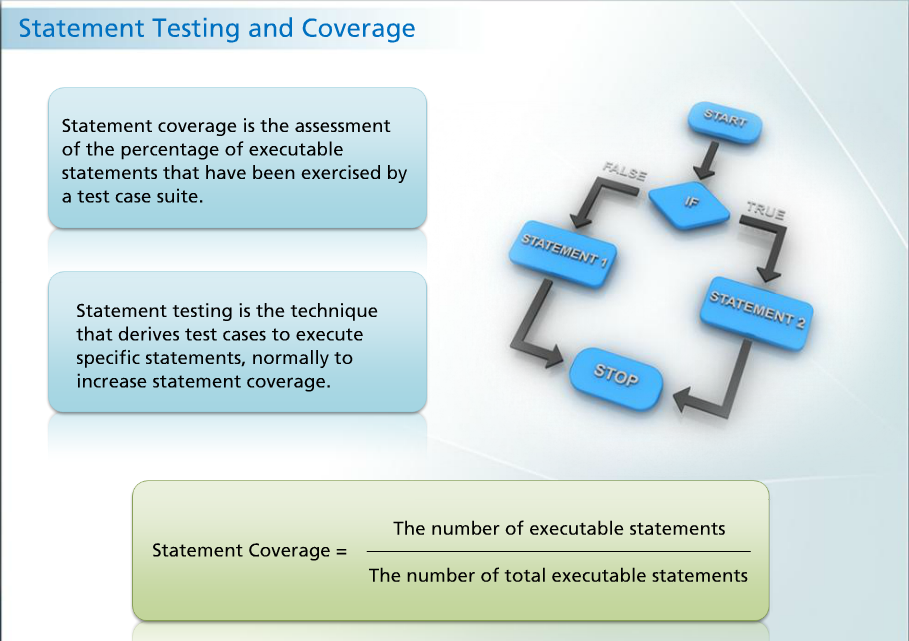 Statement Testing and Coverage
Statement coverage is the assessment
of the percentage of executable
statements that have been exercised by
a test case suite.
Statement testing is the technique
that derives test cases to execute
specific statements, normally to
increase statement coverage.
START
FALSE
IF
TRUE
STATEMENT 1
STATEMENT 2
STOP
Statement Coverage =
The number of executable statements
The number of total executable statements